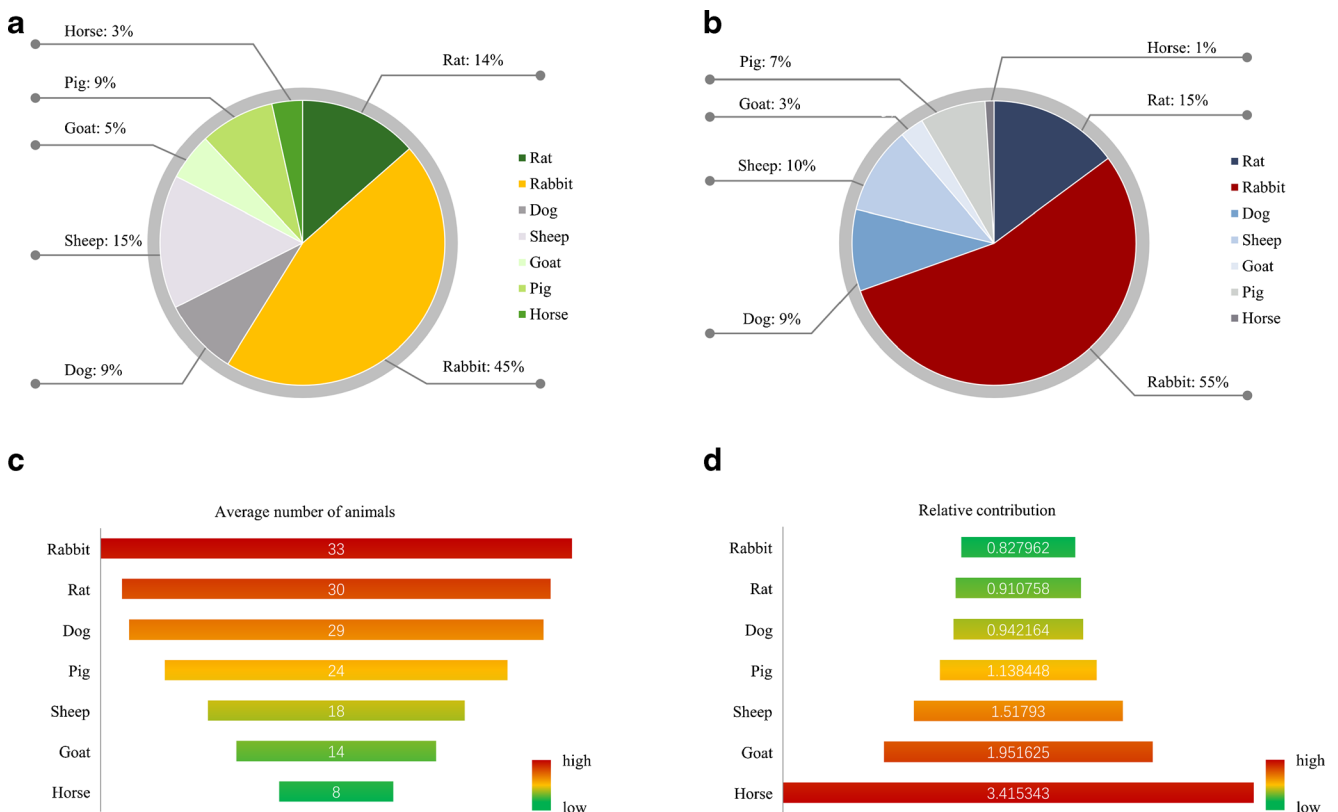 a
Horse: 3%
Rat: 14%
Pig: 9%
Goat: 5%
Sheep: 15%
Dog: 9%
Rabbit: 45%
Rat
Rabbit
Dog
Sheep
Goat
Pig
Horse
b
Horse: 1%
Pig: 7%
Rat: 15%
Goat: 3%
Sheep: 10%
Dog: 9%
Rabbit: 55%
Rat
Rabbit
Dog
Sheep
Goat
Pig
Horse
c
Average number of animals
Rabbit 33
Rat 30
Dog 29
Pig 24
Sheep 18
Goat 14
Horse 8
high
low
d
Relative contribution
Rabbit 0.827962
Rat 0.910758
Dog 0.942164
Pig 1.138448
Sheep 1.51793
Goat 1.951625
Horse 3.415343
high
low